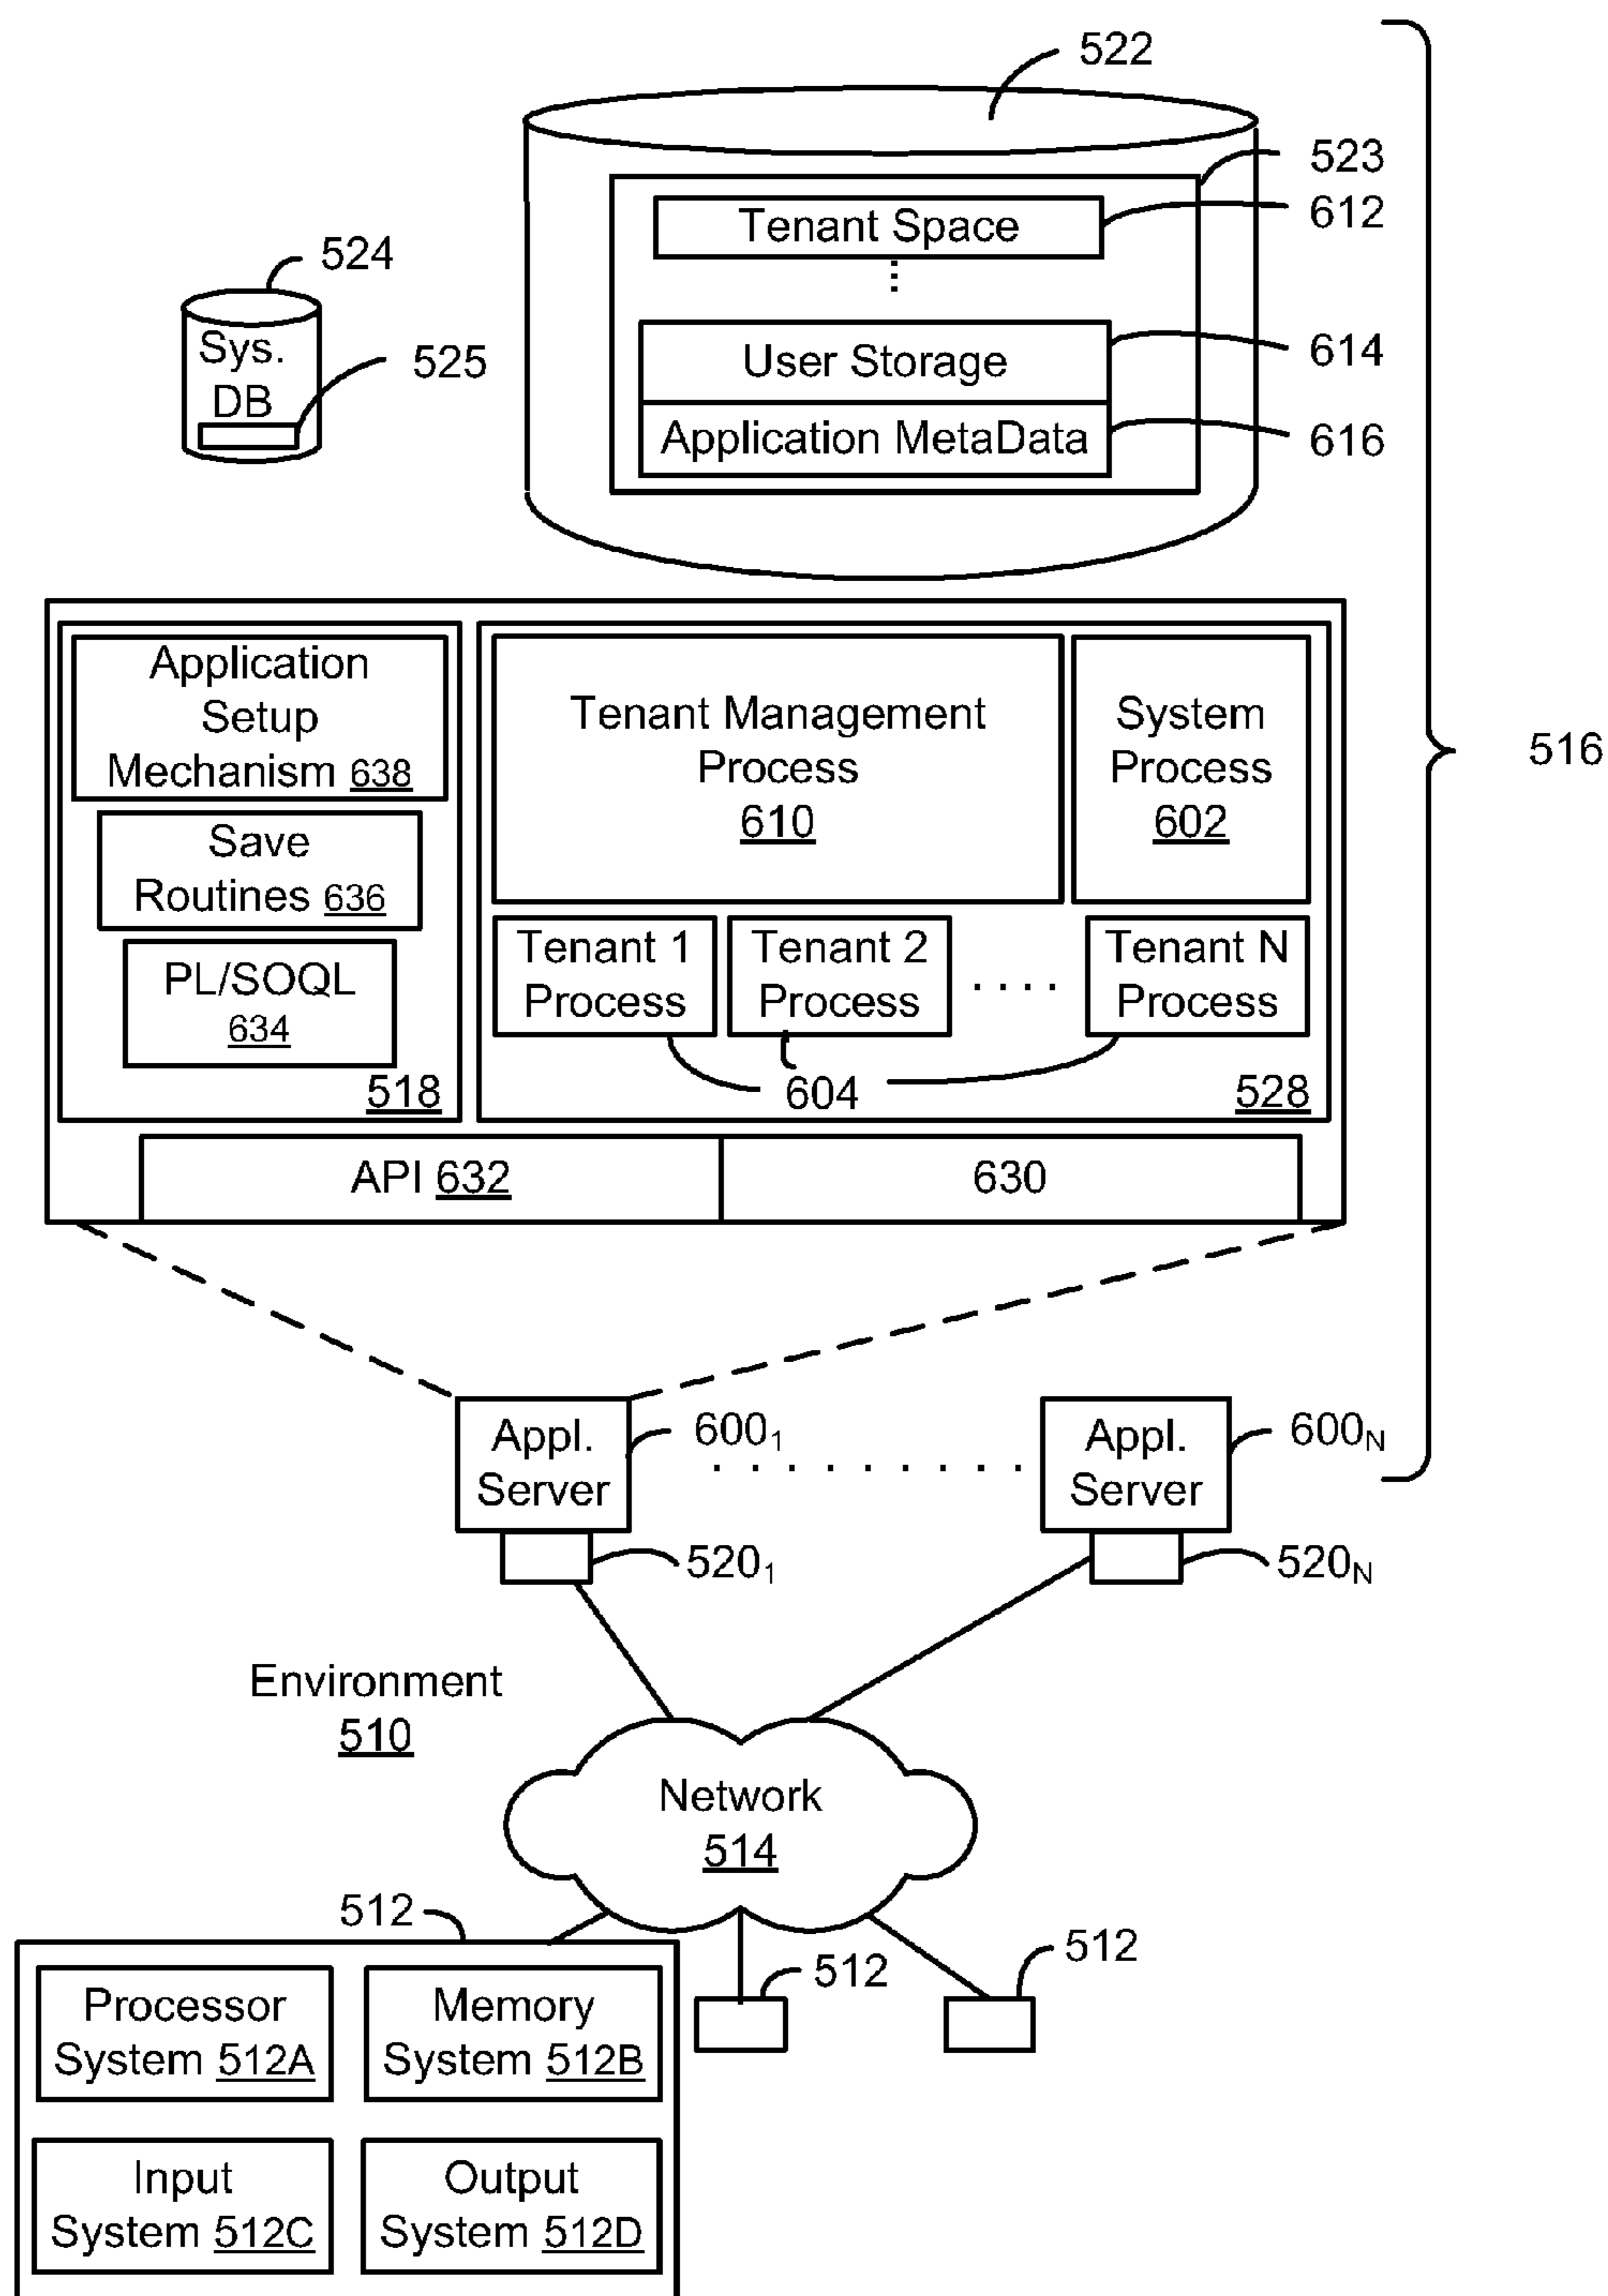 522
523
Tenant Space
612
524
Sys.
DB
525
User Storage
614
Application MetaData
616
Application
Setup
Mechanism 638
Tenant Management
Process
610
System
Process
602
516
Save
Routines 636
PL/SOQL
634
Tenant 1
Process
Tenant 2
Process
Tenant N
Process
518
604
528
API 632
630
Appl.
Server
600₁
Appl.
Server
600N
520₁
520N
Environment
510
Network
514
512
512
512
Processor
System 512A
Memory
System 512B
Input
System 512C
Output
System 512D